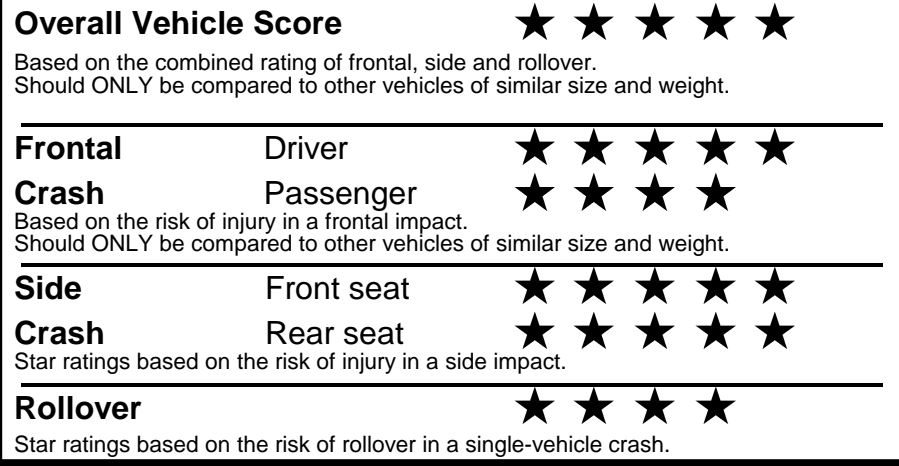 Overall Vehicle Score ★ ★ ★ ★ ★
Based on the combined rating of frontal, side and rollover.
Should ONLY be compared to other vehicles of similar size and weight.
Frontal Driver ★ ★ ★ ★ ★
Crash Passenger ★ ★ ★ ★
Based on the risk of injury in a frontal impact.
Should ONLY be compared to other vehicles of similar size and weight.
Side Front seat ★ ★ ★ ★ ★
Crash Rear seat ★ ★ ★ ★ ★
Star ratings based on the risk of injury in a side impact.
Rollover ★ ★ ★ ★
Star ratings based on the risk of rollover in a single-vehicle crash.